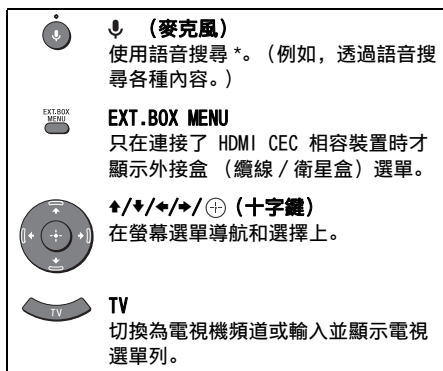 （麥克風）
使用語音搜尋 *。（例如，透過語音搜
尋各種內容。）
EXT.BOX
MENU
EXT.BOX MENU
只在連接了 HDMI CEC 相容裝置時才
顯示外接盒 （纜線／衛星盒）選單。
♦/♦/♦/♦/⊕（十字鍵）
在螢幕選單導航和選擇上。
TV
TV
切換為電視機頻道或輸入並顯示電視
選單列。